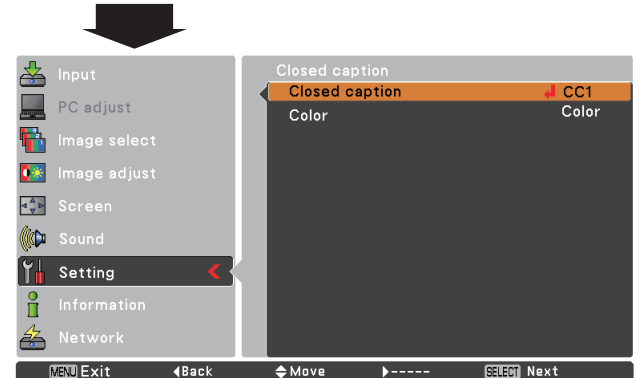 Input
PC adjust
Image select
Image adjust
Screen
Sound
Setting
Information
Network
Closed caption
Closed caption CC1
Color Color
MENU Exit Back Move ----- SELECT Next